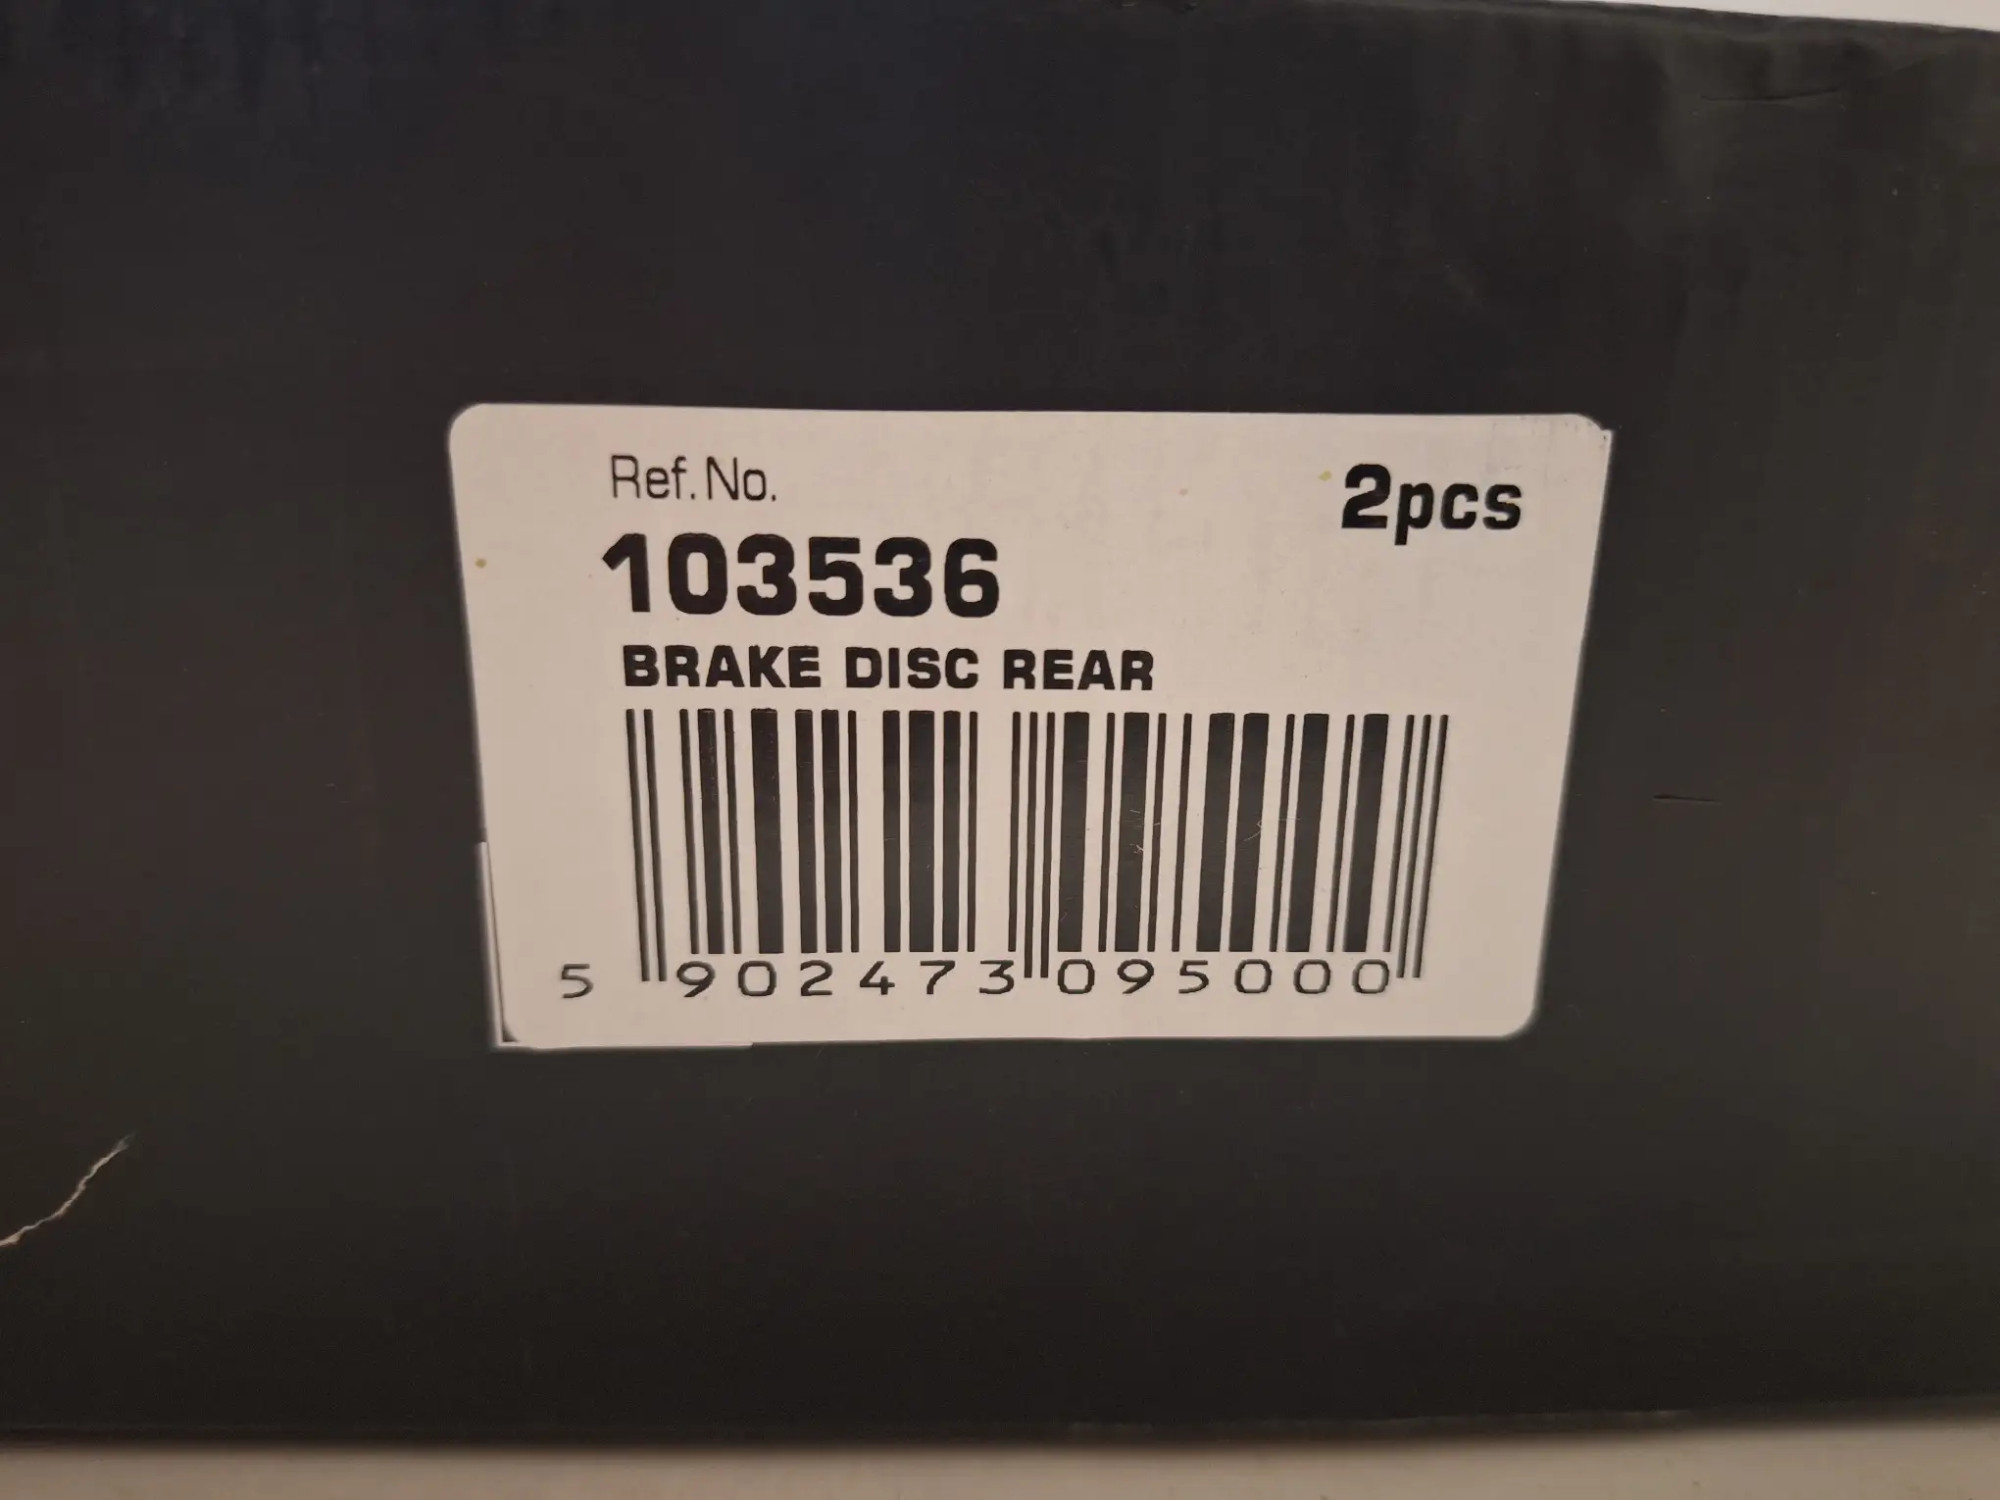 Ref. No.
2pcs
103536
BRAKE DISC REAR
5 902473 095000